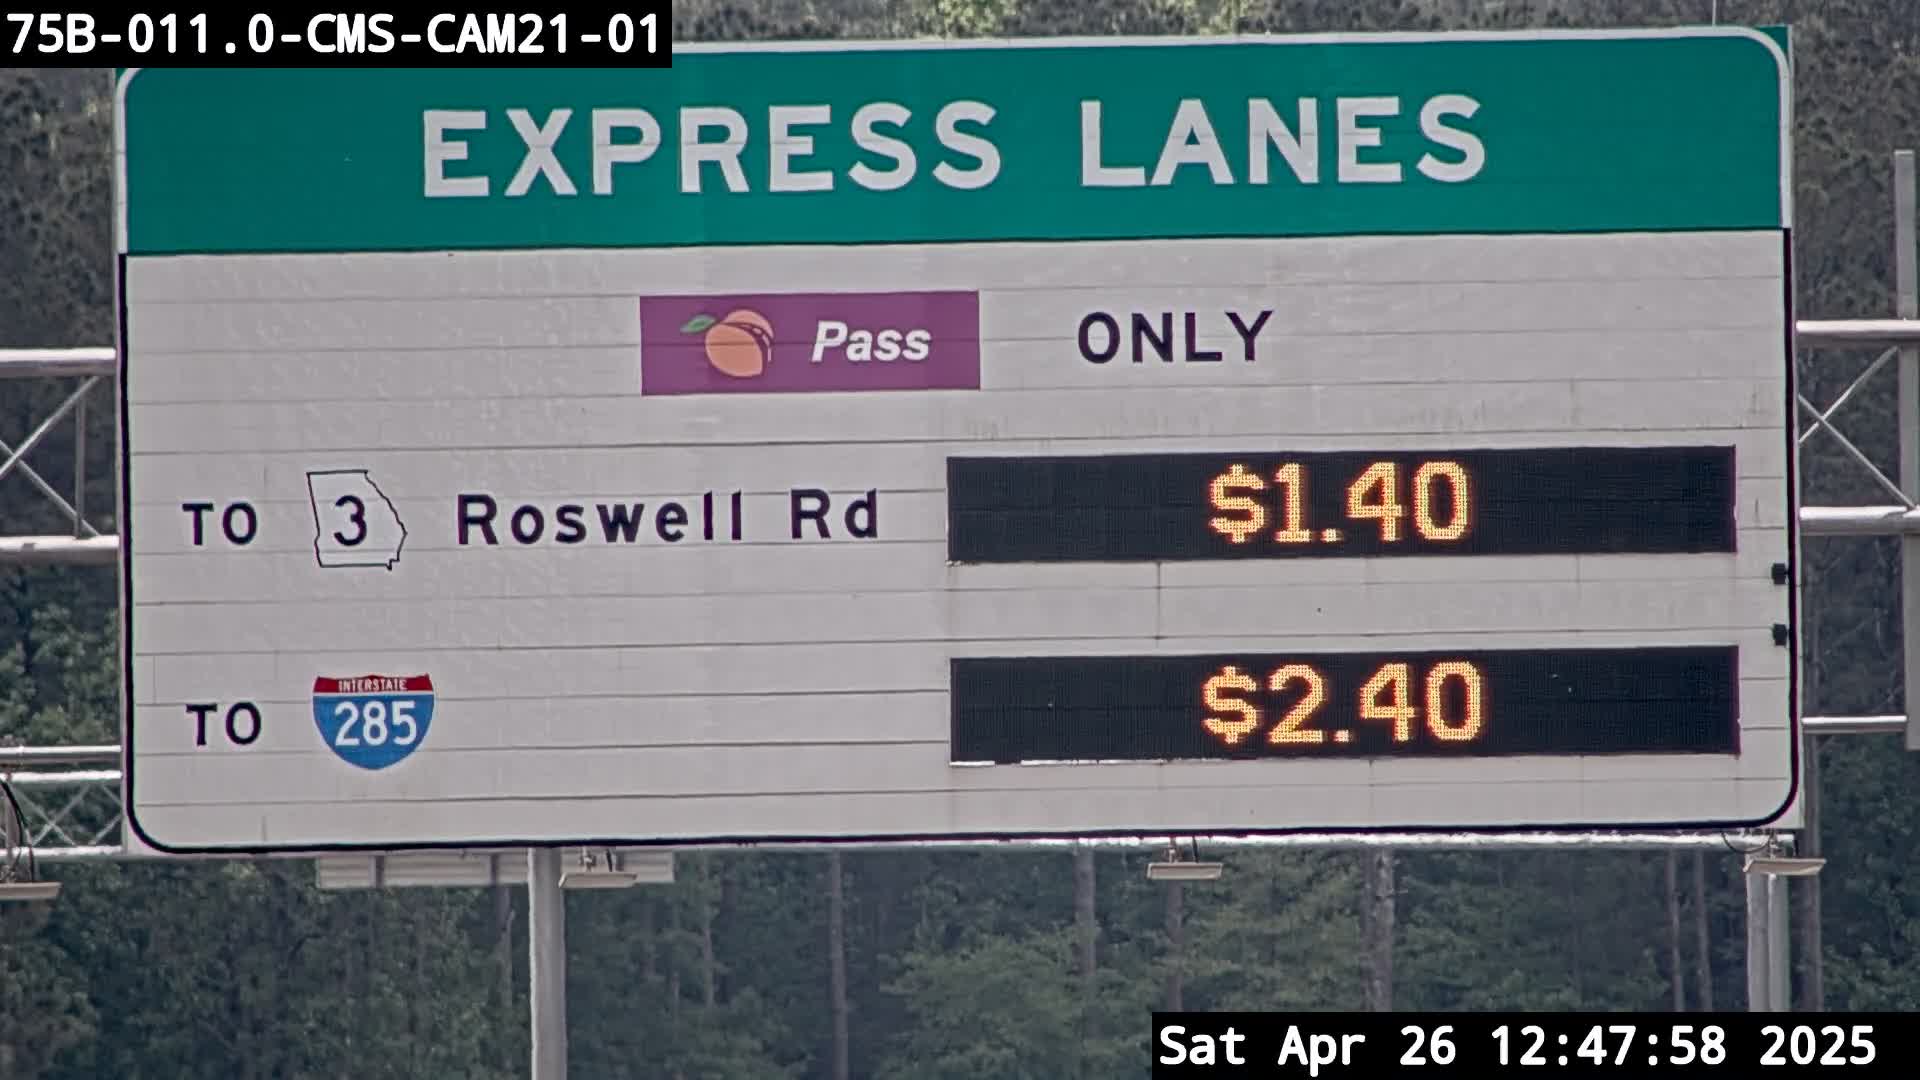 75B-011.0-CMS-CAM21-01
EXPRESS LANES
Pass ONLY
TO 3 Roswell Rd $1.40
INTERSTATE
TO 285 $2.40
Sat Apr 26 12:47:58 2025